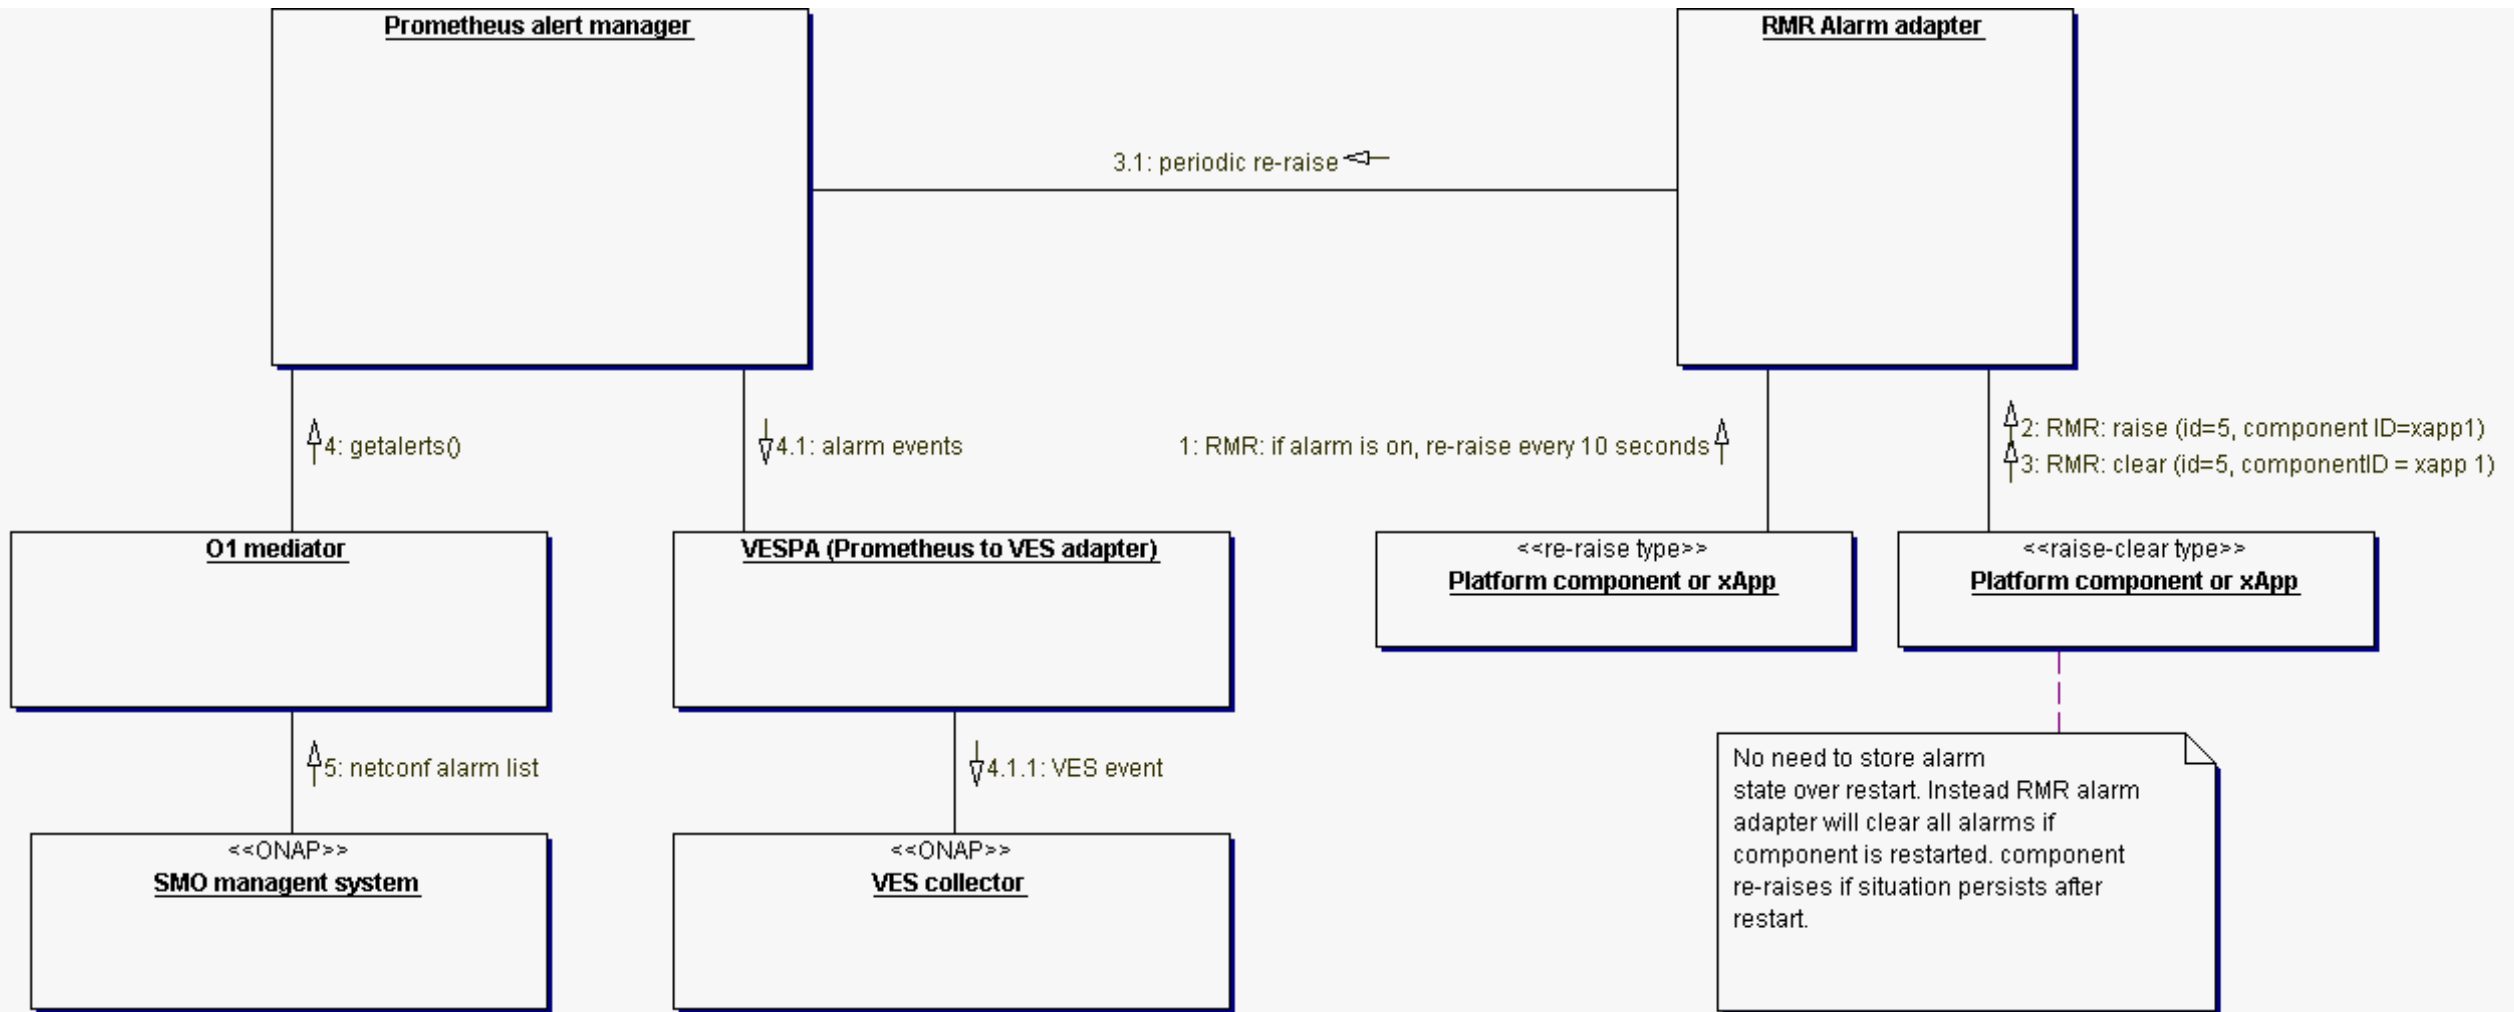 Prometheus alert manager
RMR Alarm adapter
3.1: periodic re-raise
4: getalerts()
4.1: alarm events
1: RMR: if alarm is on, re-raise every 10 seconds
2: RMR: raise (id=5, component ID=xapp1)
3: RMR: clear (id=5, componentID = xapp 1)
O1 mediator
VESPA (Prometheus to VES adapter)
<<re-raise type>>
Platform component or xApp
<<raise-clear type>>
Platform component or xApp
5: netconf alarm list
4.1.1: VES event
<<ONAP>>
SMO managent system
<<ONAP>>
VES collector
No need to store alarm
state over restart. Instead RMR alarm
adapter will clear all alarms if
component is restarted. component
re-raises if situation persists after
restart.